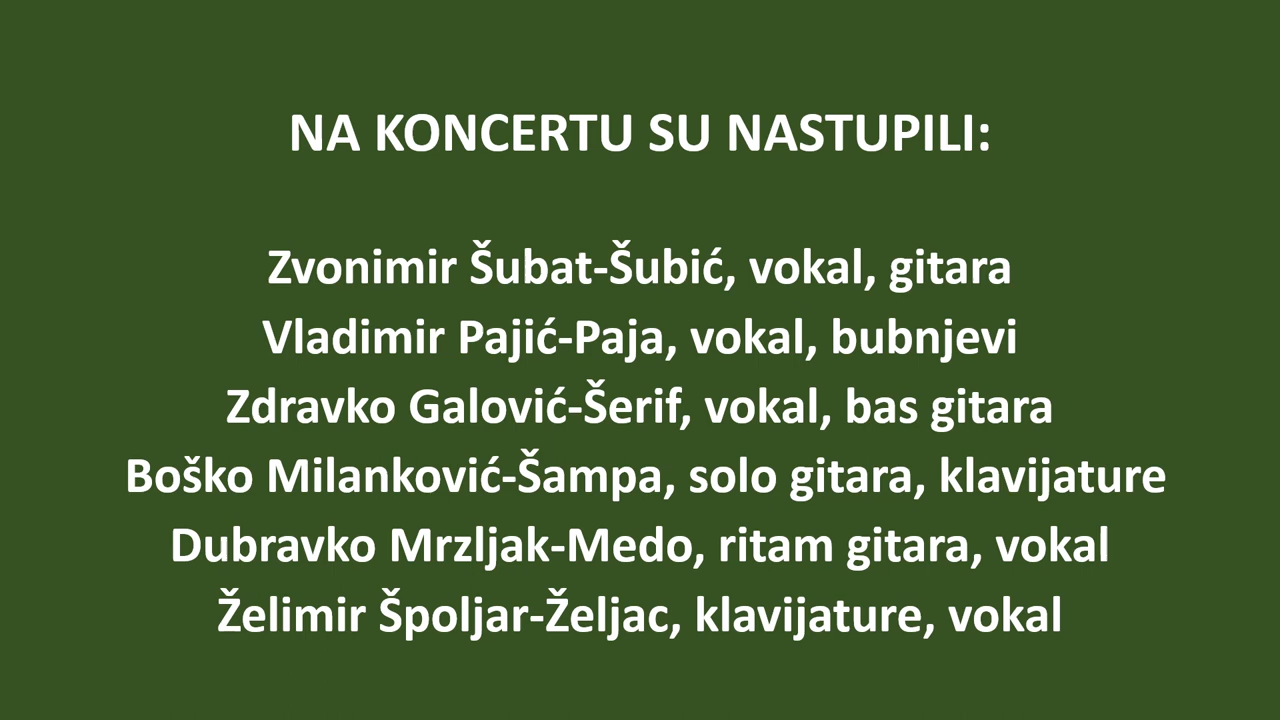 NA KONCERTU SU NASTUPILI:
Zvonimir Šubat-Šubić, vokal, gitara
Vladimir Pajić-Paja, vokal, bubnjevi
Zdravko Galović-Šerif, vokal, bas gitara
Boško Milanković-Šampa, solo gitara, klavijature
Dubravko Mrzljak-Medo, ritam gitara, vokal
Želimir Špoljar-Željac, klavijature, vokal